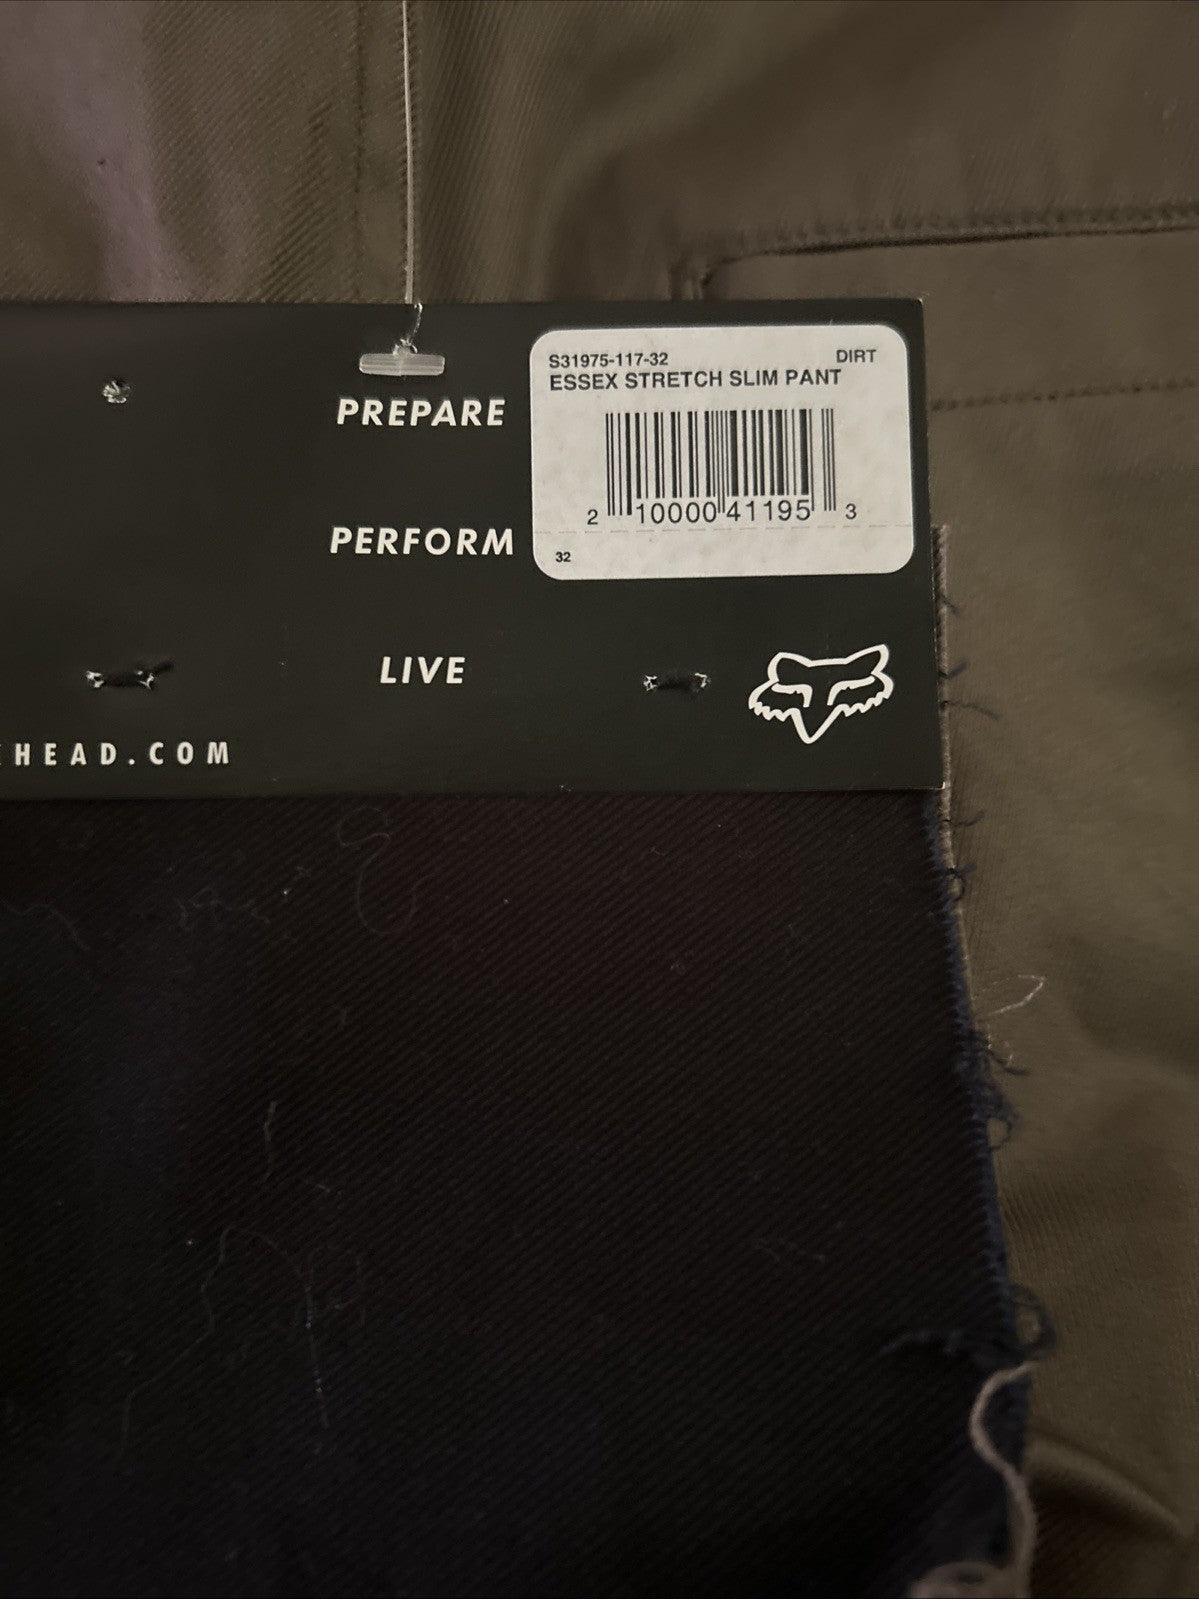 S31975-117-32 DIRT
ESSEX STRETCH SLIM PANT
2 10000 41195 3
32
PREPARE
PERFORM
LIVE
HEAD.COM